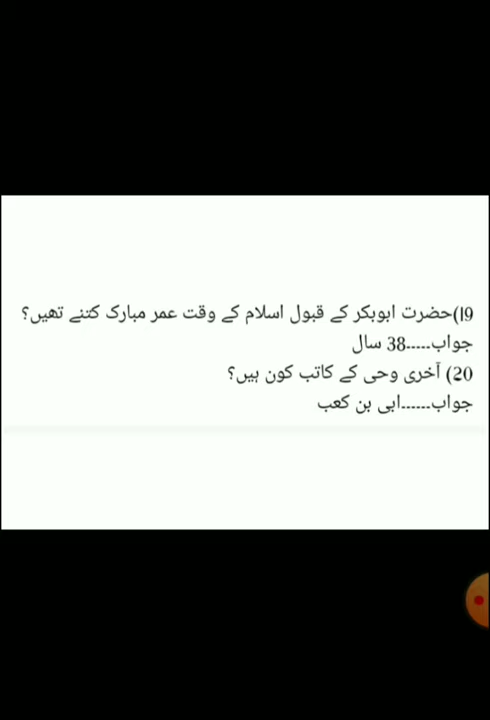 19)حضرت ابوبکر کے قبول اسلام کے وقت عمر مبارک کتنے تھیں؟
جواب.....38 سال
20) آخری وحی کے کاتب کون ہیں؟
جواب......ابی بن کعب